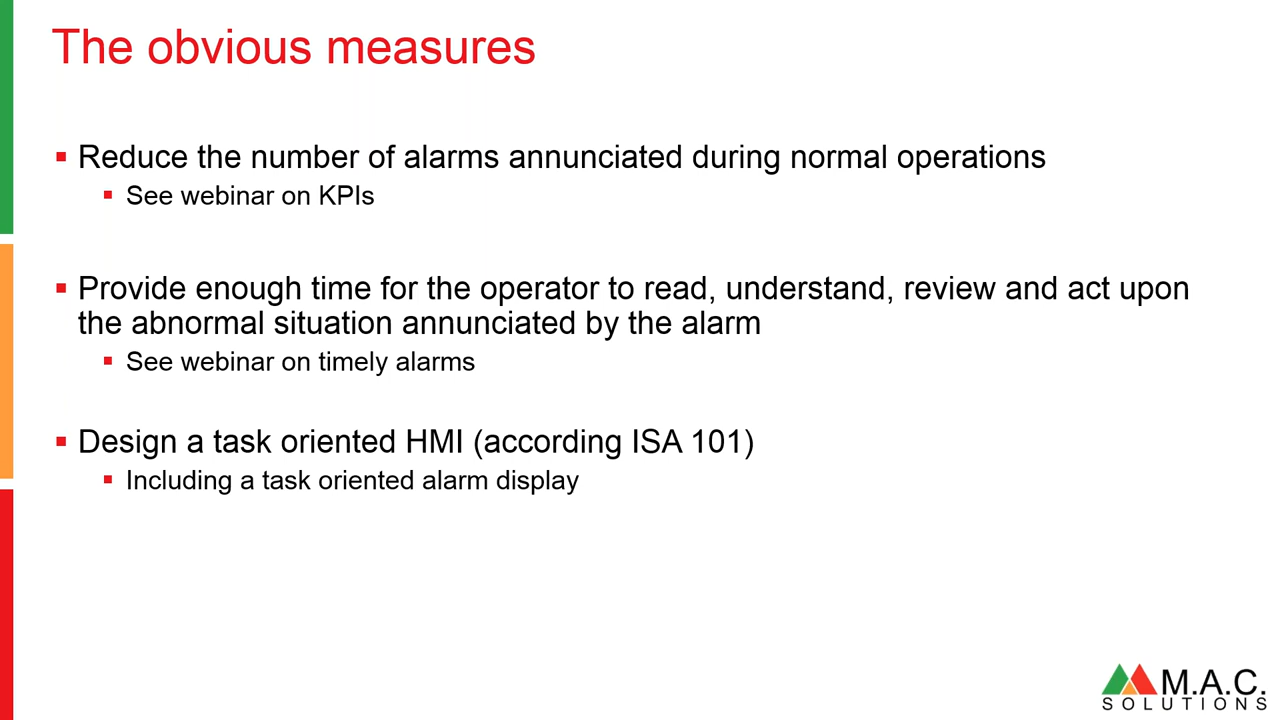 The obvious measures
Reduce the number of alarms annunciated during normal operations
See webinar on KPIs
Provide enough time for the operator to read, understand, review and act upon
the abnormal situation annunciated by the alarm
See webinar on timely alarms
Design a task oriented HMI (according ISA 101)
Including a task oriented alarm display
M.A.C.
SOLUTIONS